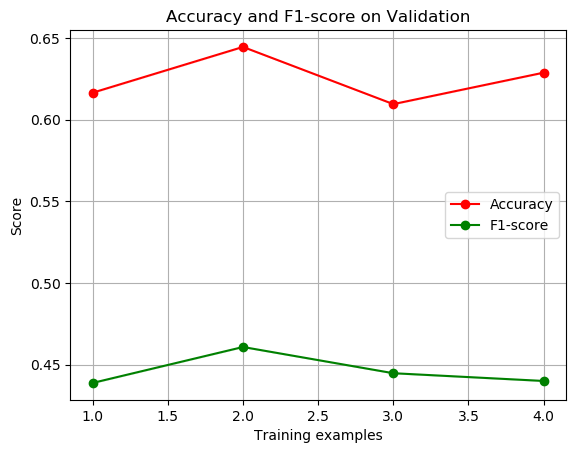 Accuracy and F1-score on Validation
0.65
0.60
0.55
0.50
0.45
Score
Accuracy
F1-score
1.0 1.5 2.0 2.5 3.0 3.5 4.0
Training examples